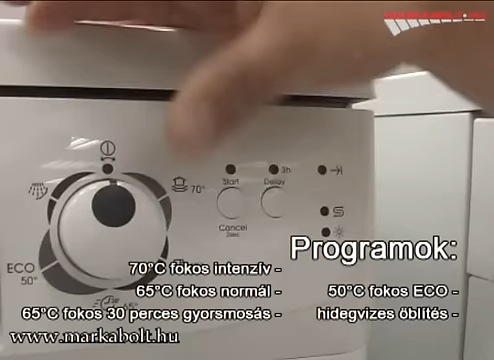 70°
Start
3h
Delay
Cancel
2sec
ECO
50°
Programok:
70°C fokos intenzív -
65°C fokos normál -
50°C fokos ECO -
65°C fokos 30 perces gyorsmosás -
hidegvizes öblítés -
www.markabolt.hu